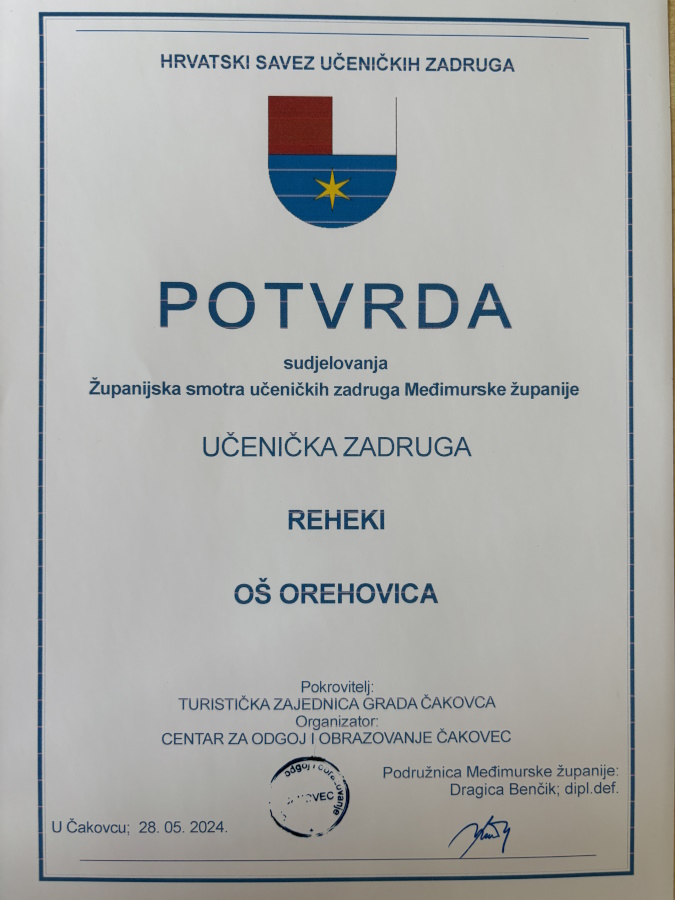 HRVATSKI SAVEZ UČENIČKIH ZADRUGA
POTVRDA
sudjelovanja
Županijska smotra učeničkih zadruga Međimurske županije
UČENIČKA ZADRUGA
REHEKI
OŠ OREHOVICA
Pokrovitelj:
TURISTIČKA ZAJEDNICA GRADA ČAKOVCA
Organizator:
CENTAR ZA ODGOJ I OBRAZOVANJE ČAKOVEC
odgoj i
Podružnica Međimurske županije:
Dragica Benčik; dipl.def.
U Čakovcu; 28. 05. 2024.